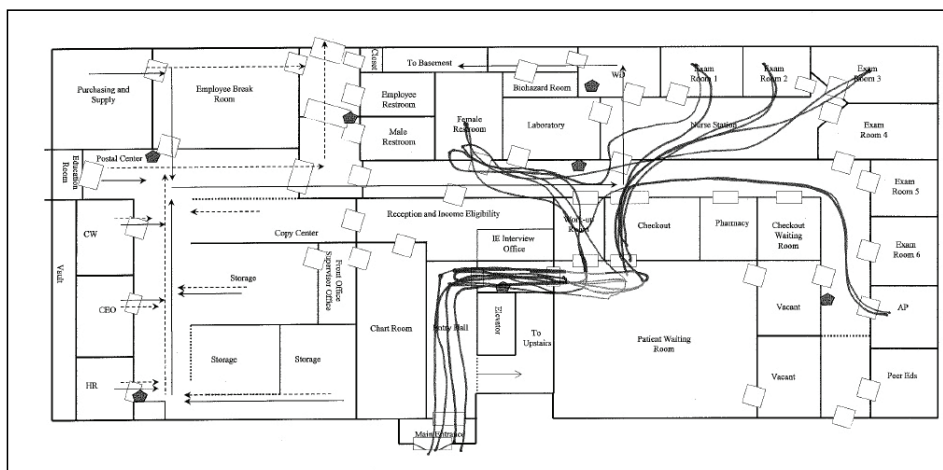 To Basement
Closet
WD
Exam
Room 1
Exam
Room 2
Exam
Room 3
Purchasing and
Supply
Employee Break
Room
Employee
Restroom
Biohazard Room
Female
Restroom
Laboratory
Nurse Station
Exam
Room 4
Male
Restroom
Postal Center
Education
Room
Exam
Room 5
Reception and Income Eligibility
Work-up
Room
Checkout
Pharmacy
Checkout
Waiting
Room
CW
Copy Center
IE Interview
Office
Exam
Room 6
Vault
Storage
Front Office
Supervisor Office
CEO
Chart Room
Entry Hall
Elevator
To
Upstairs
Patient Waiting
Room
Vacant
AP
Storage
Storage
HR
Vacant
Peer Eds
Main Entrance